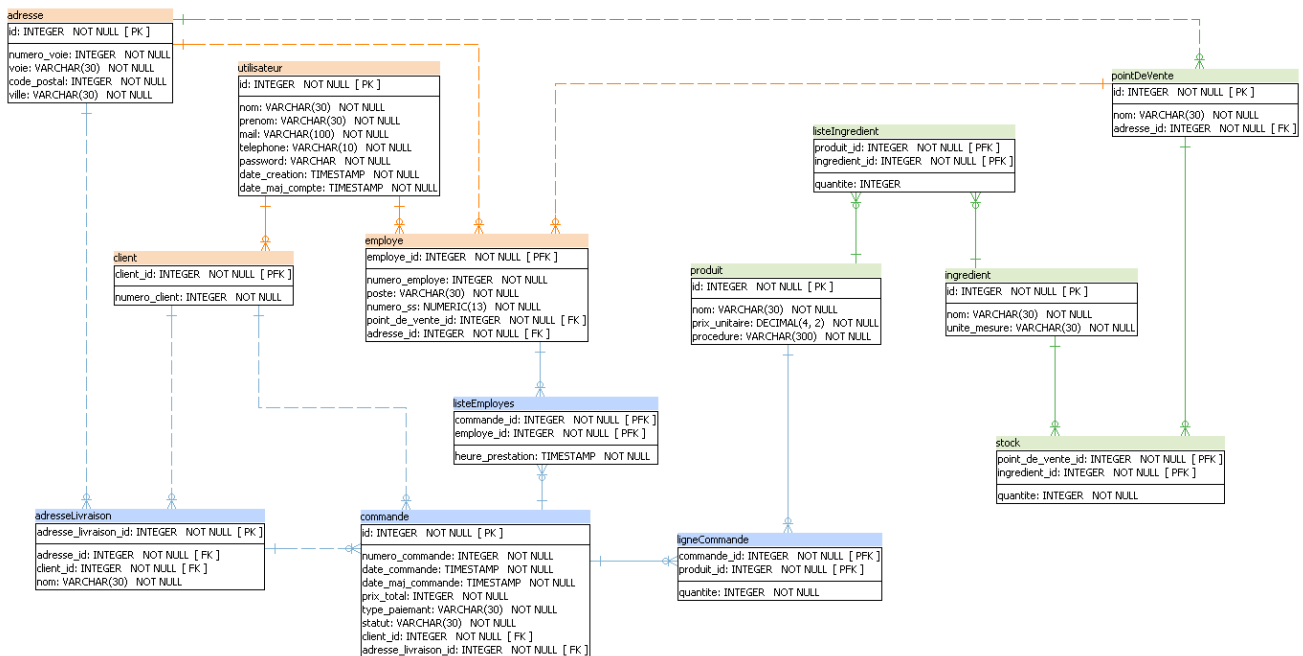 adresse
id: INTEGER NOT NULL [ PK ]
numero_voie: INTEGER NOT NULL
voie: VARCHAR(30) NOT NULL
code_postal: INTEGER NOT NULL
ville: VARCHAR(30) NOT NULL
utilisateur
id: INTEGER NOT NULL [ PK ]
nom: VARCHAR(30) NOT NULL
prenom: VARCHAR(30) NOT NULL
mail: VARCHAR(100) NOT NULL
telephone: VARCHAR(10) NOT NULL
password: VARCHAR NOT NULL
date_creation: TIMESTAMP NOT NULL
date_maj_compte: TIMESTAMP NOT NULL
pointDeVente
id: INTEGER NOT NULL [ PK ]
nom: VARCHAR(30) NOT NULL
adresse_id: INTEGER NOT NULL [ FK ]
listeIngredient
produit_id: INTEGER NOT NULL [ PFK ]
ingredient_id: INTEGER NOT NULL [ PFK ]
quantite: INTEGER
client
client_id: INTEGER NOT NULL [ PFK ]
numero_client: INTEGER NOT NULL
employe
employe_id: INTEGER NOT NULL [ PFK ]
numero_employe: INTEGER NOT NULL
poste: VARCHAR(30) NOT NULL
numero_ss: NUMERIC(13) NOT NULL
point_de_vente_id: INTEGER NOT NULL [ FK ]
adresse_id: INTEGER NOT NULL [ FK ]
produit
id: INTEGER NOT NULL [ PK ]
nom: VARCHAR(30) NOT NULL
prix_unitaire: DECIMAL(4, 2) NOT NULL
procedure: VARCHAR(300) NOT NULL
ingredient
id: INTEGER NOT NULL [ PK ]
nom: VARCHAR(30) NOT NULL
unite_mesure: VARCHAR(30) NOT NULL
listeEmployes
commande_id: INTEGER NOT NULL [ PFK ]
employe_id: INTEGER NOT NULL [ PFK ]
heure_prestation: TIMESTAMP NOT NULL
stock
point_de_vente_id: INTEGER NOT NULL [ PFK ]
ingredient_id: INTEGER NOT NULL [ PFK ]
quantite: INTEGER NOT NULL
adresseLivraison
adresse_livraison_id: INTEGER NOT NULL [ PK ]
adresse_id: INTEGER NOT NULL [ FK ]
client_id: INTEGER NOT NULL [ FK ]
nom: VARCHAR(30) NOT NULL
commande
id: INTEGER NOT NULL [ PK ]
numero_commande: INTEGER NOT NULL
date_commande: TIMESTAMP NOT NULL
date_maj_commande: TIMESTAMP NOT NULL
prix_total: INTEGER NOT NULL
type_paiemant: VARCHAR(30) NOT NULL
statut: VARCHAR(30) NOT NULL
client_id: INTEGER NOT NULL [ FK ]
adresse_livraison_id: INTEGER NOT NULL [ FK ]
ligneCommande
commande_id: INTEGER NOT NULL [ PFK ]
produit_id: INTEGER NOT NULL [ PFK ]
quantite: INTEGER NOT NULL